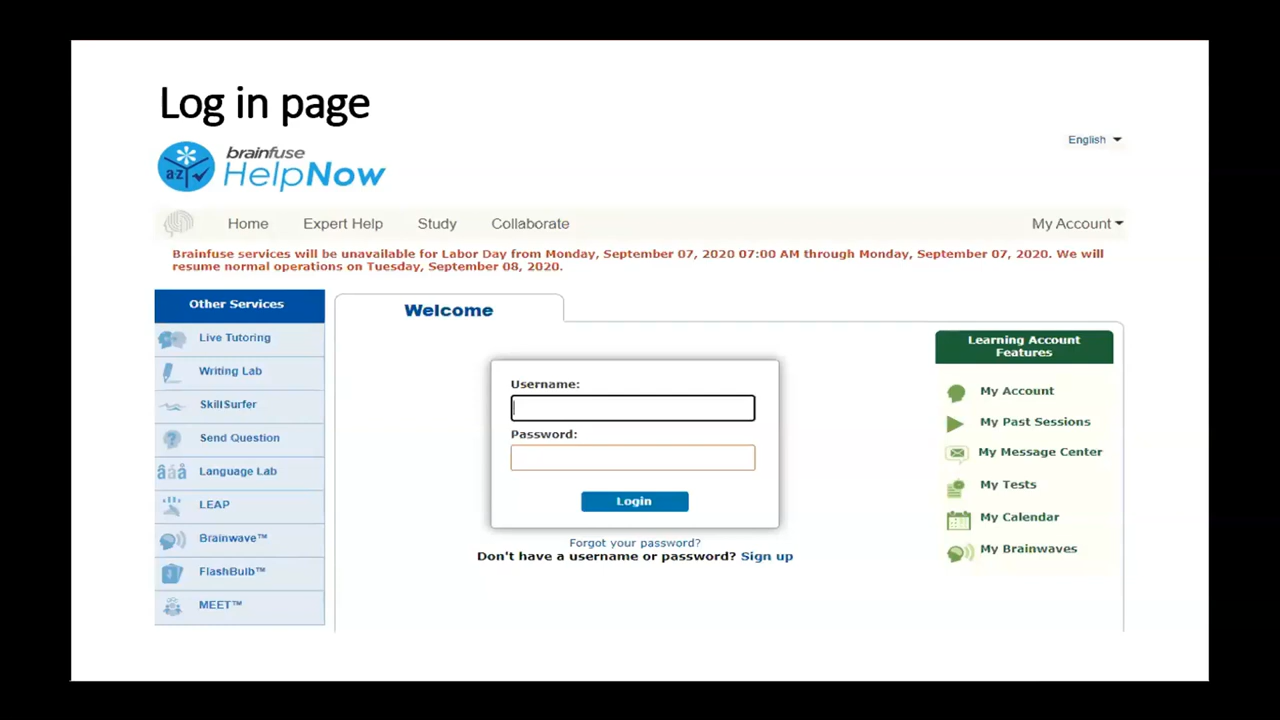 Log in page
English
brainfuse
HelpNow
az
Home Expert Help Study Collaborate My Account
Brainfuse services will be unavailable for Labor Day from Monday, September 07, 2020 07:00 AM through Monday, September 07, 2020. We will
resume normal operations on Tuesday, September 08, 2020.
Other Services
Live Tutoring
Writing Lab
SkillSurfer
Send Question
Language Lab
LEAP
Brainwave™
FlashBulb™
MEET™
Welcome
Username:
Password:
Login
Forgot your password?
Don't have a username or password? Sign up
Learning Account
Features
My Account
My Past Sessions
My Message Center
My Tests
My Calendar
My Brainwaves